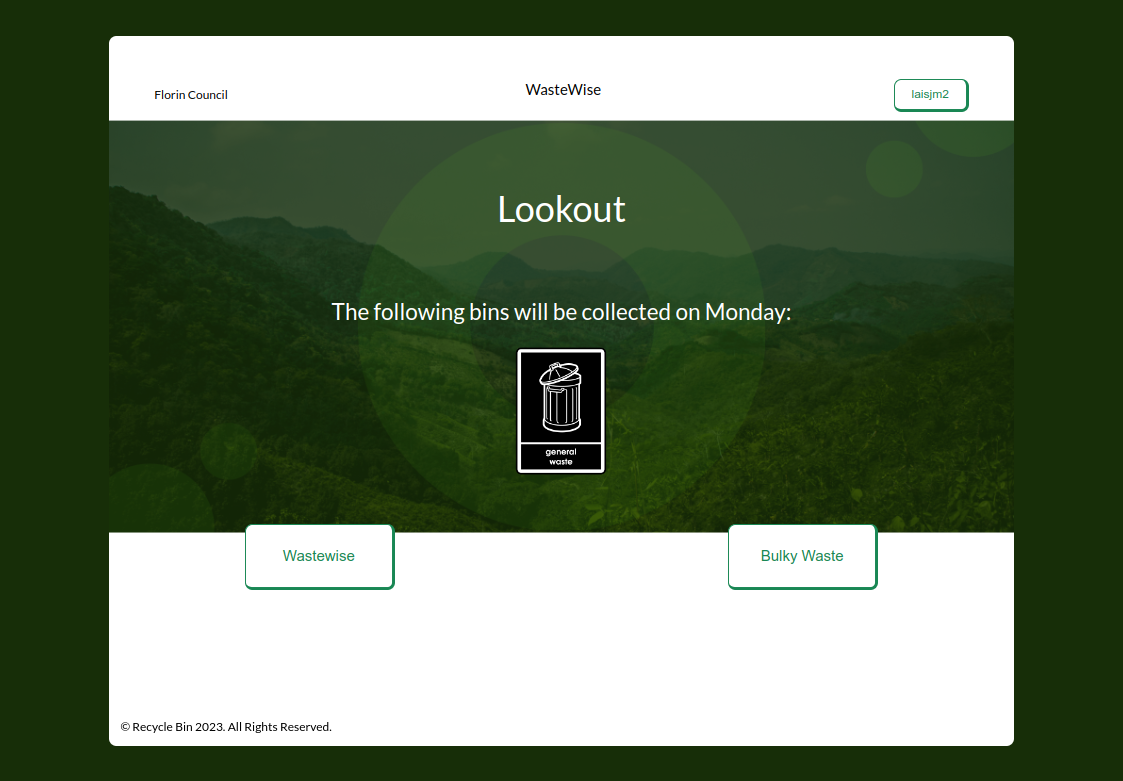 Florin Council
WasteWise
laisjm2
Lookout
The following bins will be collected on Monday:
general
waste
Wastewise
Bulky Waste
© Recycle Bin 2023. All Rights Reserved.